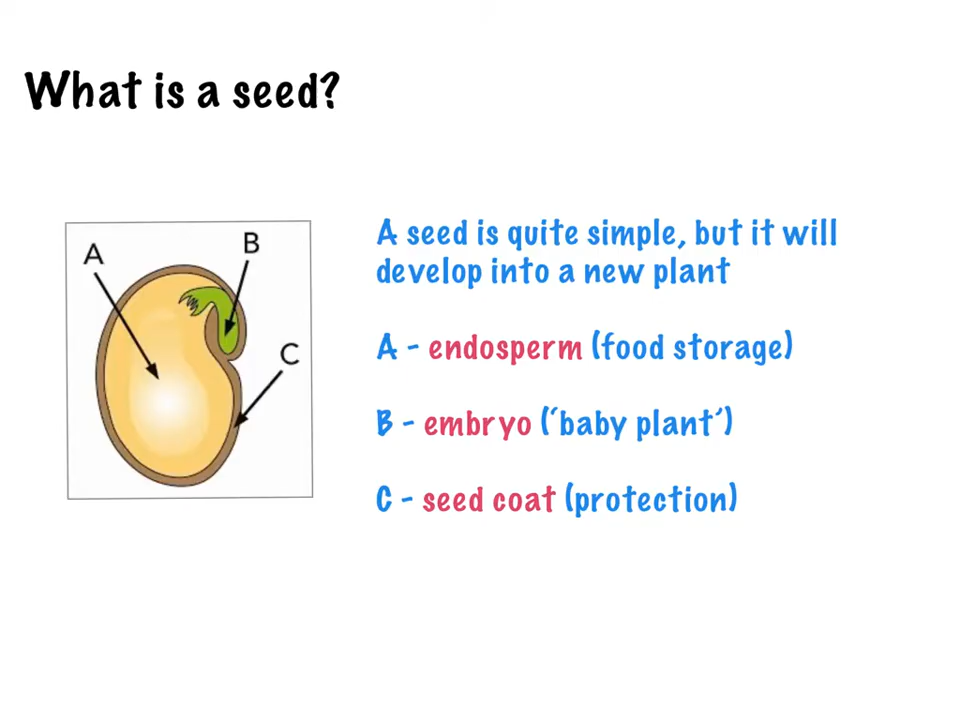 What is a seed?
A
B
C
A seed is quite simple, but it will
develop into a new plant
A - endosperm (food storage)
B - embryo (‘baby plant’)
C - seed coat (protection)